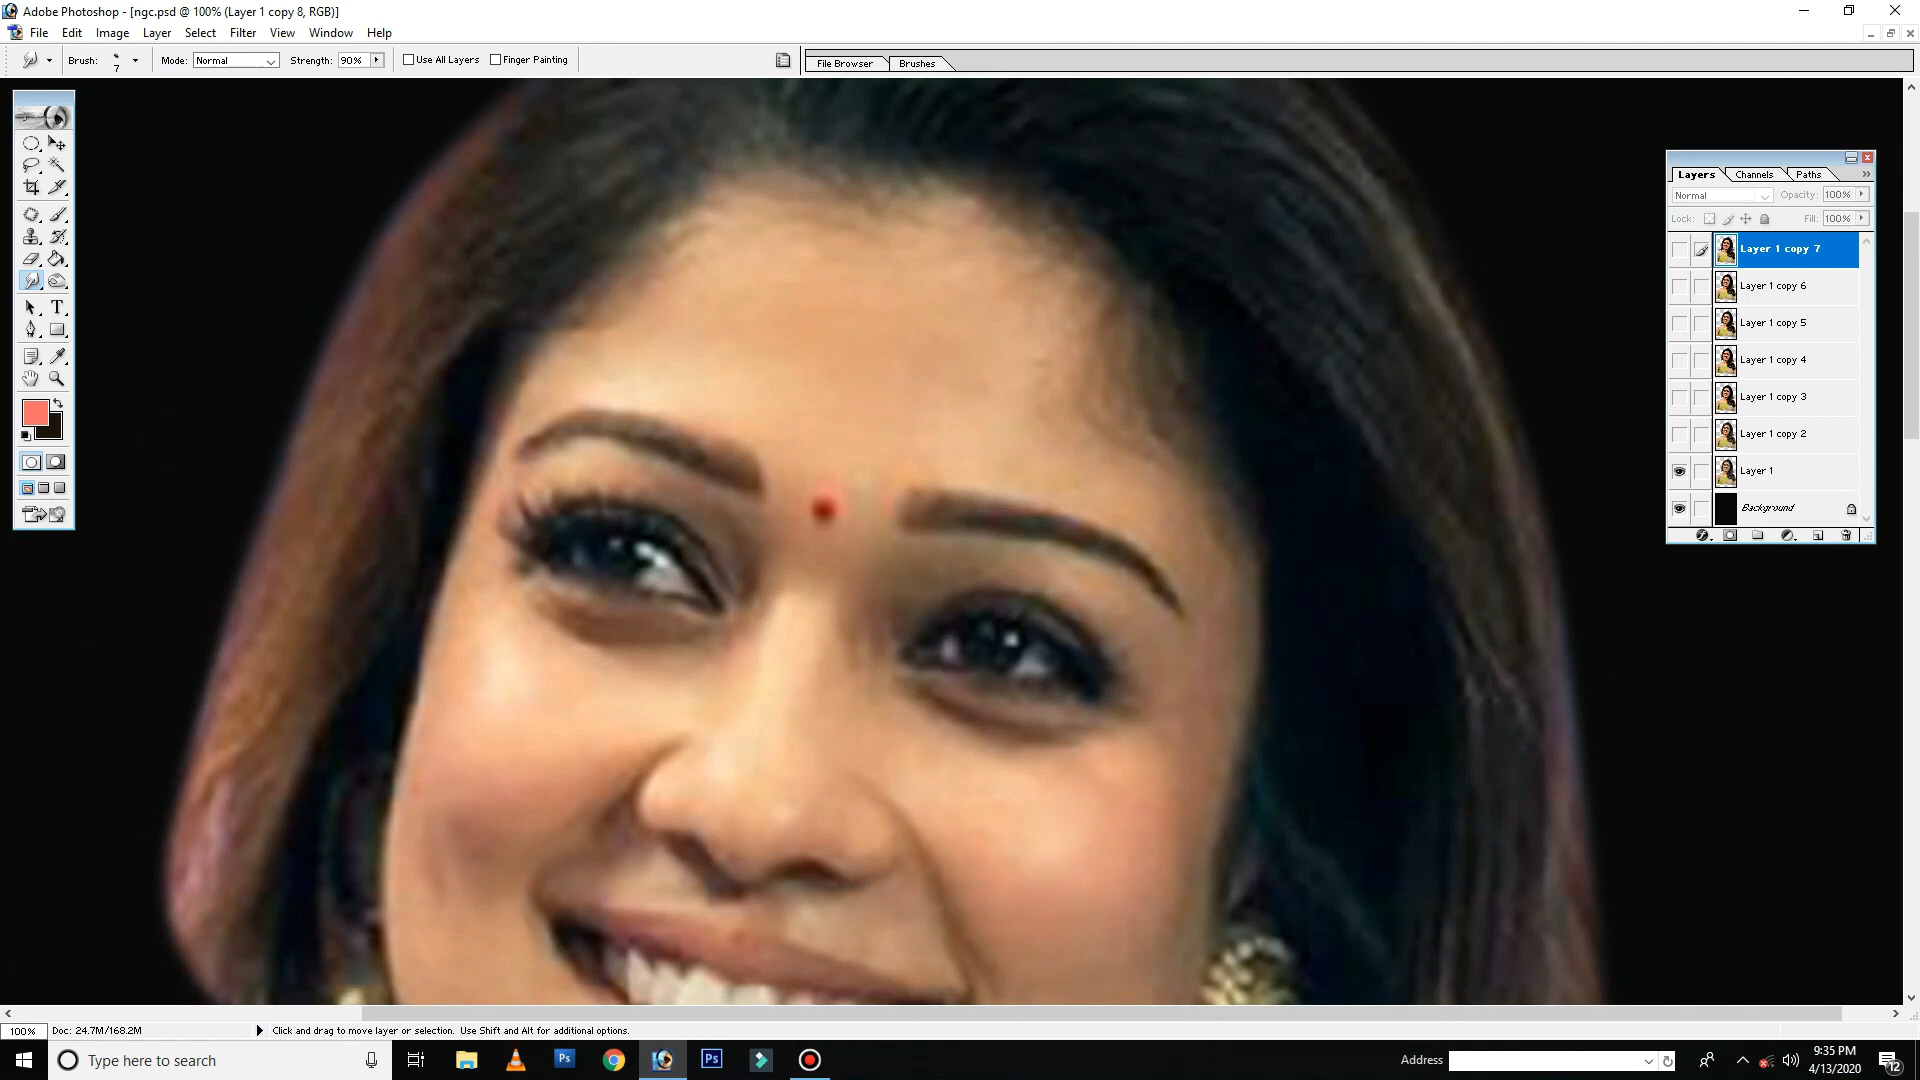 Adobe Photoshop - [ngc.psd @ 100% (Layer 1 copy 8, RGB)]
File Edit Image Layer Select Filter View Window Help
Brush: 7 Mode: Normal Strength: 90% Use All Layers Finger Painting File Browser Brushes
Layers Channels Paths
Normal Opacity: 100%
Lock: Fill: 100%
Layer 1 copy 7
Layer 1 copy 6
Layer 1 copy 5
Layer 1 copy 4
Layer 1 copy 3
Layer 1 copy 2
Layer 1
Background
100% Doc: 24.7M/168.2M Click and drag to move layer or selection. Use Shift and Alt for additional options.
Type here to search Address 9:35 PM
4/13/2020
12